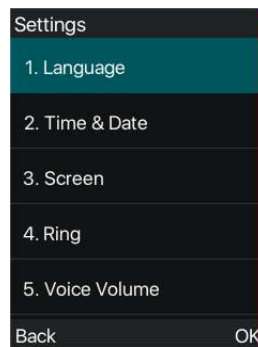 Settings
1. Language
2. Time & Date
3. Screen
4. Ring
5. Voice Volume
Back OK